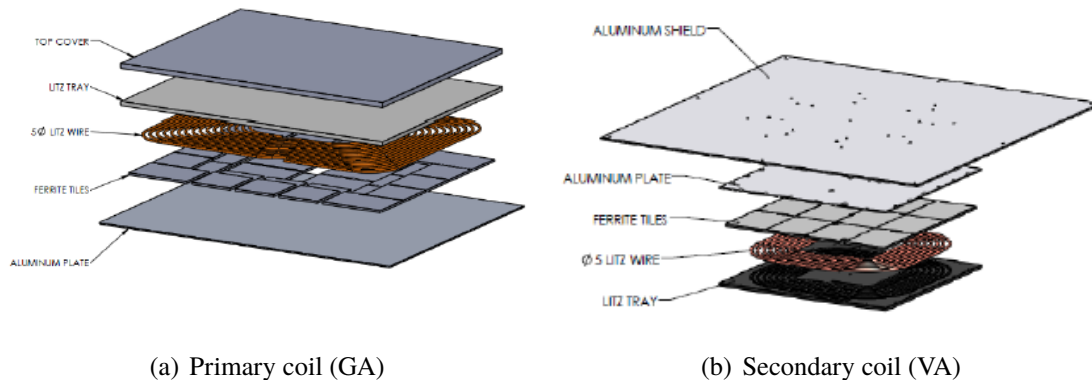 TOP COVER
LITZ TRAY
5Ø LITZ WIRE
FERRITE TILES
ALUMINUM PLATE
(a) Primary coil (GA)
ALUMINUM SHIELD
ALUMINUM PLATE
FERRITE TILES
Ø 5 LITZ WIRE
LITZ TRAY
(b) Secondary coil (VA)